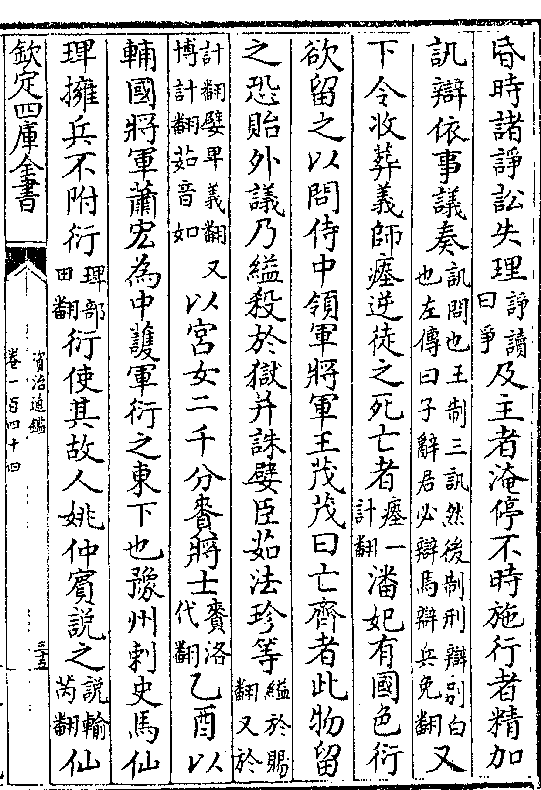 昏時諸諍訟失理諍讀曰爭及主者淹停不時施行者精加
訊辯依事議奏訊問也王制三訊然後制刑辯别白也左傳曰子辭君必辯馬辯兵免翻又
下令收葬義師瘞逆徒之死亡者瘞一計翻潘妃有國色衍
欲留之以問侍中領軍將軍王茂茂曰亡齊者此物留
之恐貽外議乃縊殺於獄并誅嬖臣茹法珍等縊於賜翻又於
計翻嬖卑義翻又博計翻茹音如以宮女二千分賚將士賚洛代翻乙酉以
輔國將軍蕭宏為中護軍衍之東下也豫州刺史馬仙
琕擁兵不附衍琕部田翻衍使其故人姚仲賓説之説輸芮翻仙
欽定四庫全書
資治通鑑
卷一百四十四
三十五